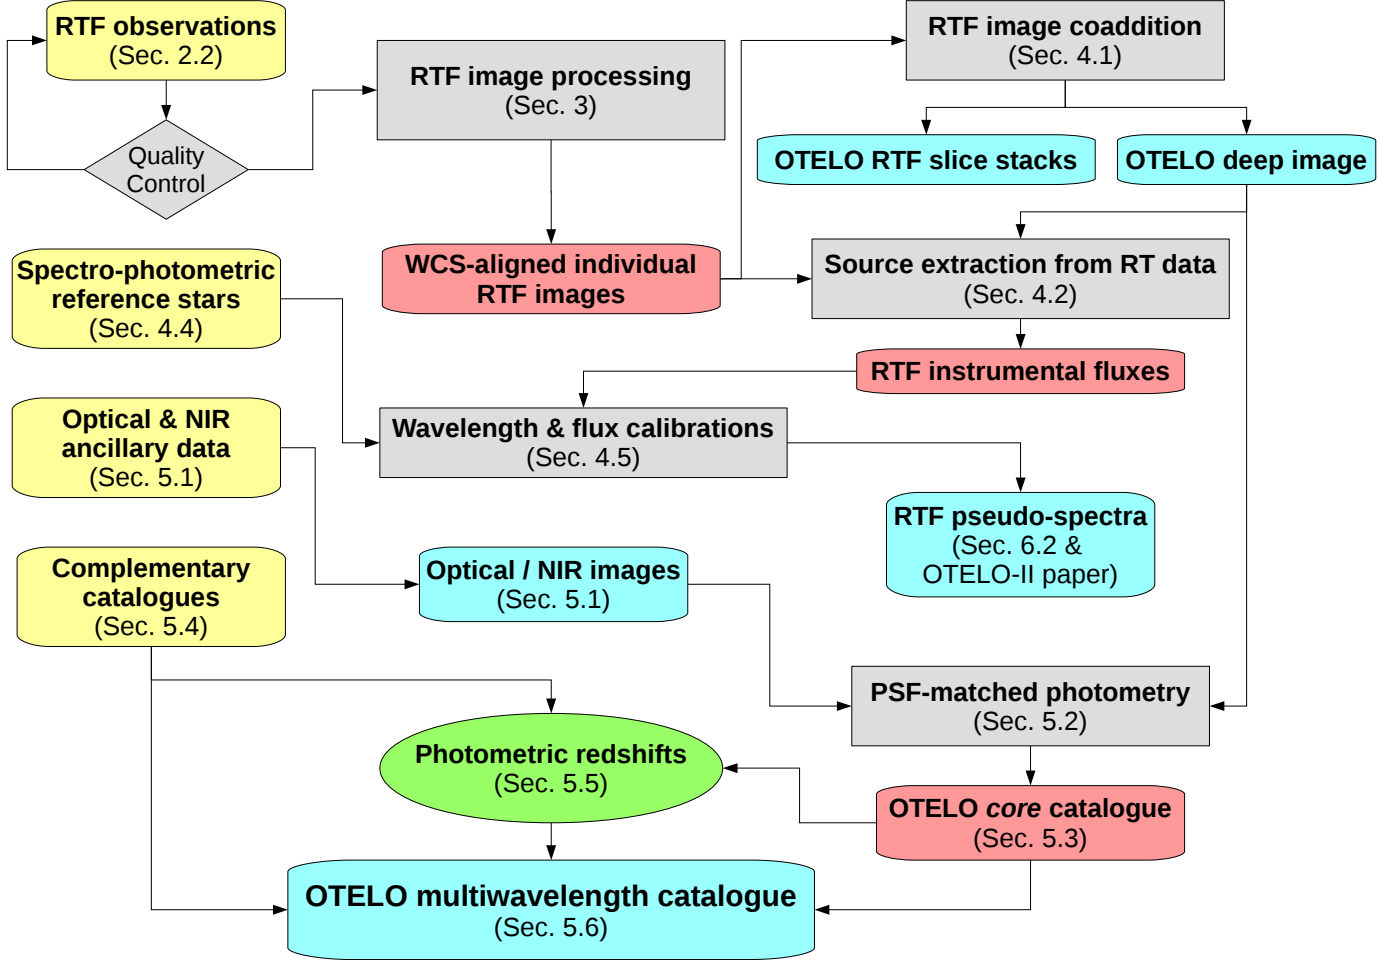 RTF observations
(Sec. 2.2)
Quality
Control
RTF image processing
(Sec. 3)
RTF image coaddition
(Sec. 4.1)
OTELO RTF slice stacks
OTELO deep image
Spectro-photometric
reference stars
(Sec. 4.4)
WCS-aligned individual
RTF images
Source extraction from RT data
(Sec. 4.2)
RTF instrumental fluxes
Optical & NIR
ancillary data
(Sec. 5.1)
Wavelength & flux calibrations
(Sec. 4.5)
RTF pseudo-spectra
(Sec. 6.2 &
OTELO-II paper)
Complementary
catalogues
(Sec. 5.4)
Optical / NIR images
(Sec. 5.1)
PSF-matched photometry
(Sec. 5.2)
Photometric redshifts
(Sec. 5.5)
OTELO core catalogue
(Sec. 5.3)
OTELO multiwavelength catalogue
(Sec. 5.6)